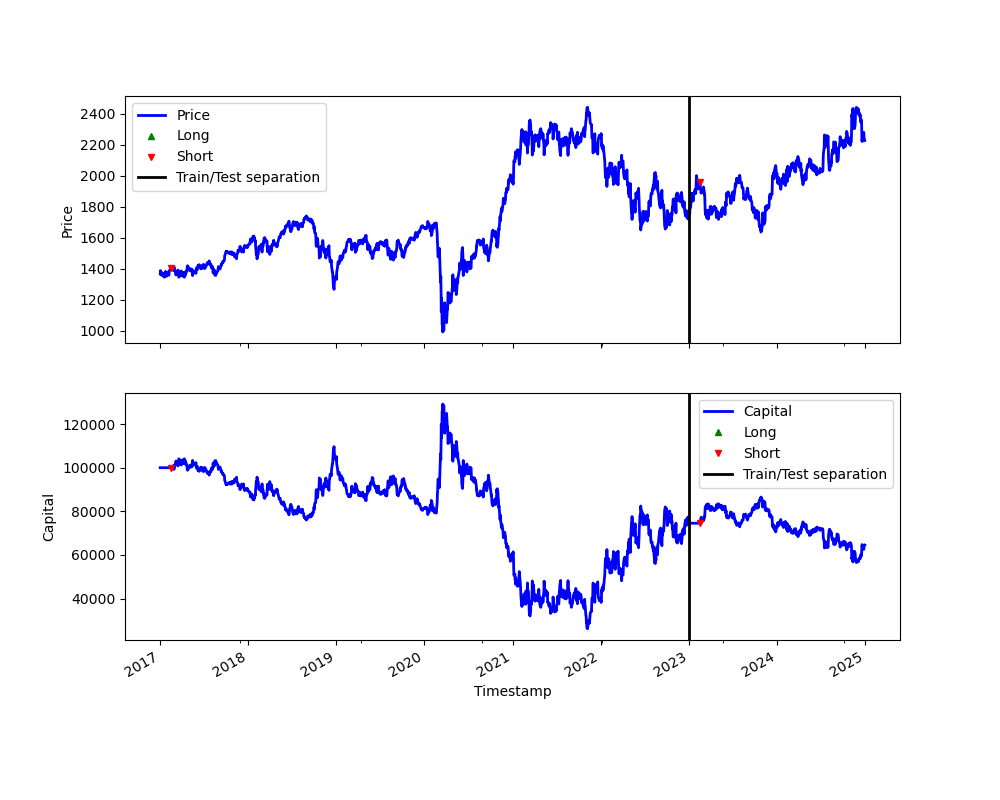 2400
2200
2000
1800
1600
1400
1200
1000
Price
Price
Long
Short
Train/Test separation
120000
100000
80000
60000
40000
Capital
Capital
Long
Short
Train/Test separation
2017
2018
2019
2020
2021
2022
2023
2024
2025
Timestamp